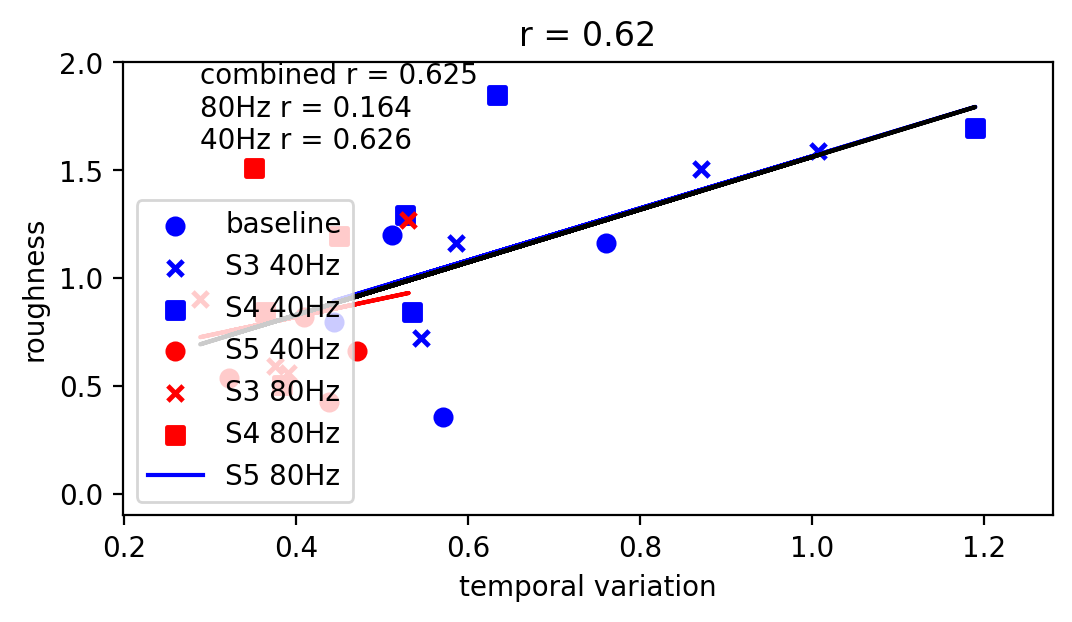 r = 0.62
combined r = 0.625
80Hz r = 0.164
40Hz r = 0.626
baseline
S3 40Hz
S4 40Hz
S5 40Hz
S3 80Hz
S4 80Hz
S5 80Hz
roughness
2.0
1.5
1.0
0.5
0.0
0.2 0.4 0.6 0.8 1.0 1.2
temporal variation